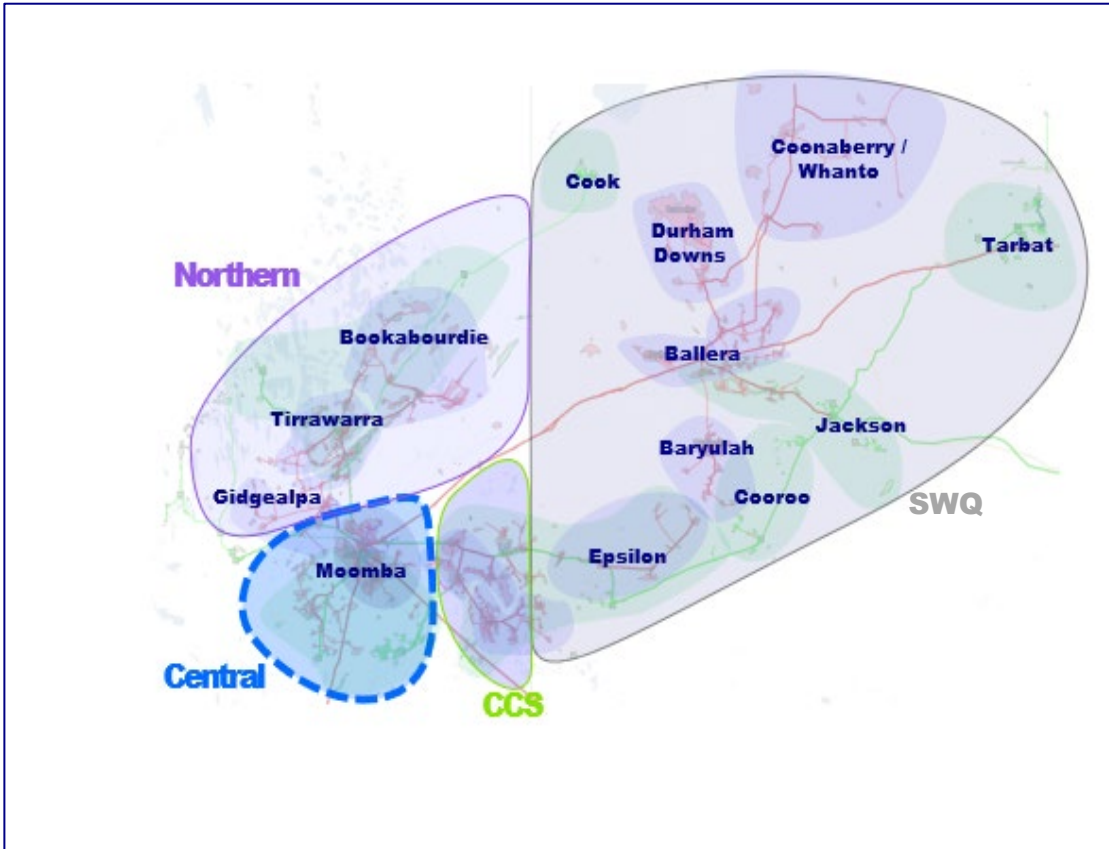 Coonaberry /
Whanto
Cook
Durham
Downs
Tarbat
Northern
Bookabourdie
Ballera
Tirrawarra
Jackson
Baryulah
Gidgealpa
Cooroo
SWQ
Epsilon
Moomba
Central
CCS